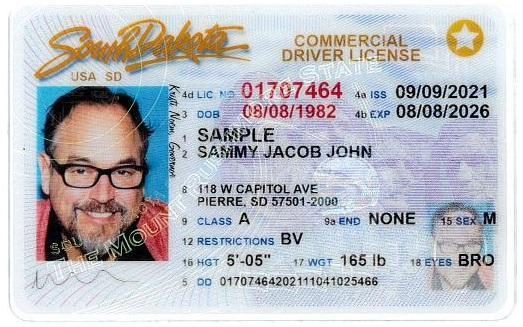 South Dakota
USA SD
COMMERCIAL
DRIVER LICENSE
4d LIC. NO 01707464 4a ISS 09/09/2021
3 DOB 08/08/1982 4b EXP 08/08/2026
1 SAMPLE
2 SAMMY JACOB JOHN
8 118 W CAPITOL AVE
PIERRE, SD 57501-2000
9 CLASS A 9a END NONE 15 SEX M
12 RESTRICTIONS BV
16 HGT 5'-05" 17 WGT 165 lb 18 EYES BRO
5 DD 01707464202111041025466
Kristi Noem, Governor
THE MOUNT RUSHMORE STATE